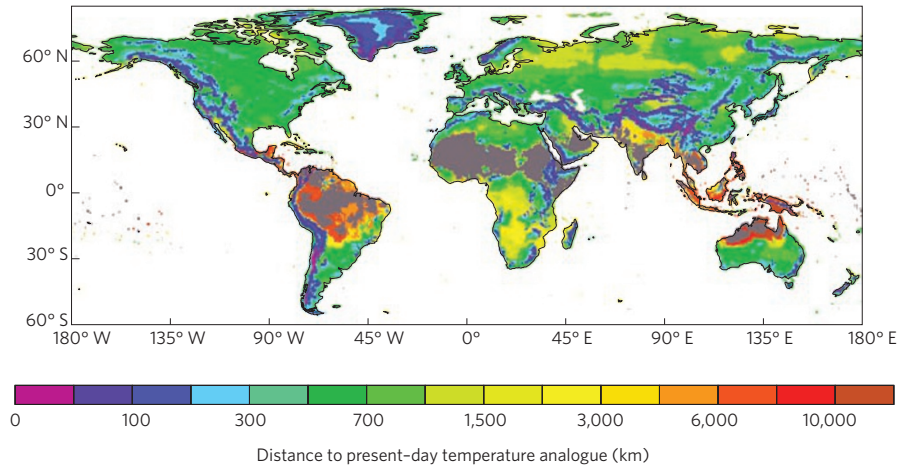 60° N
30° N
0°
30° S
60° S
180° W 135° W 90° W 45° W 0° 45° E 90° E 135° E 180° E
0 100 300 700 1,500 3,000 6,000 10,000
Distance to present–day temperature analogue (km)